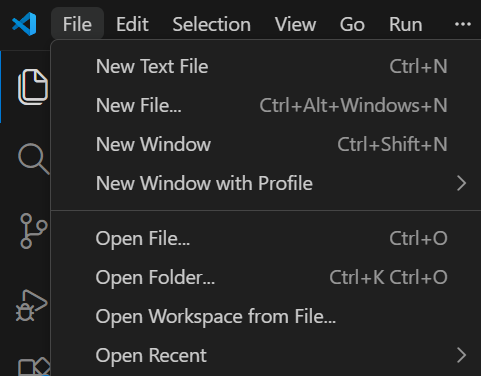 File Edit Selection View Go Run ···
New Text File Ctrl+N
New File... Ctrl+Alt+Windows+N
New Window Ctrl+Shift+N
New Window with Profile
Open File... Ctrl+O
Open Folder... Ctrl+K Ctrl+O
Open Workspace from File...
Open Recent